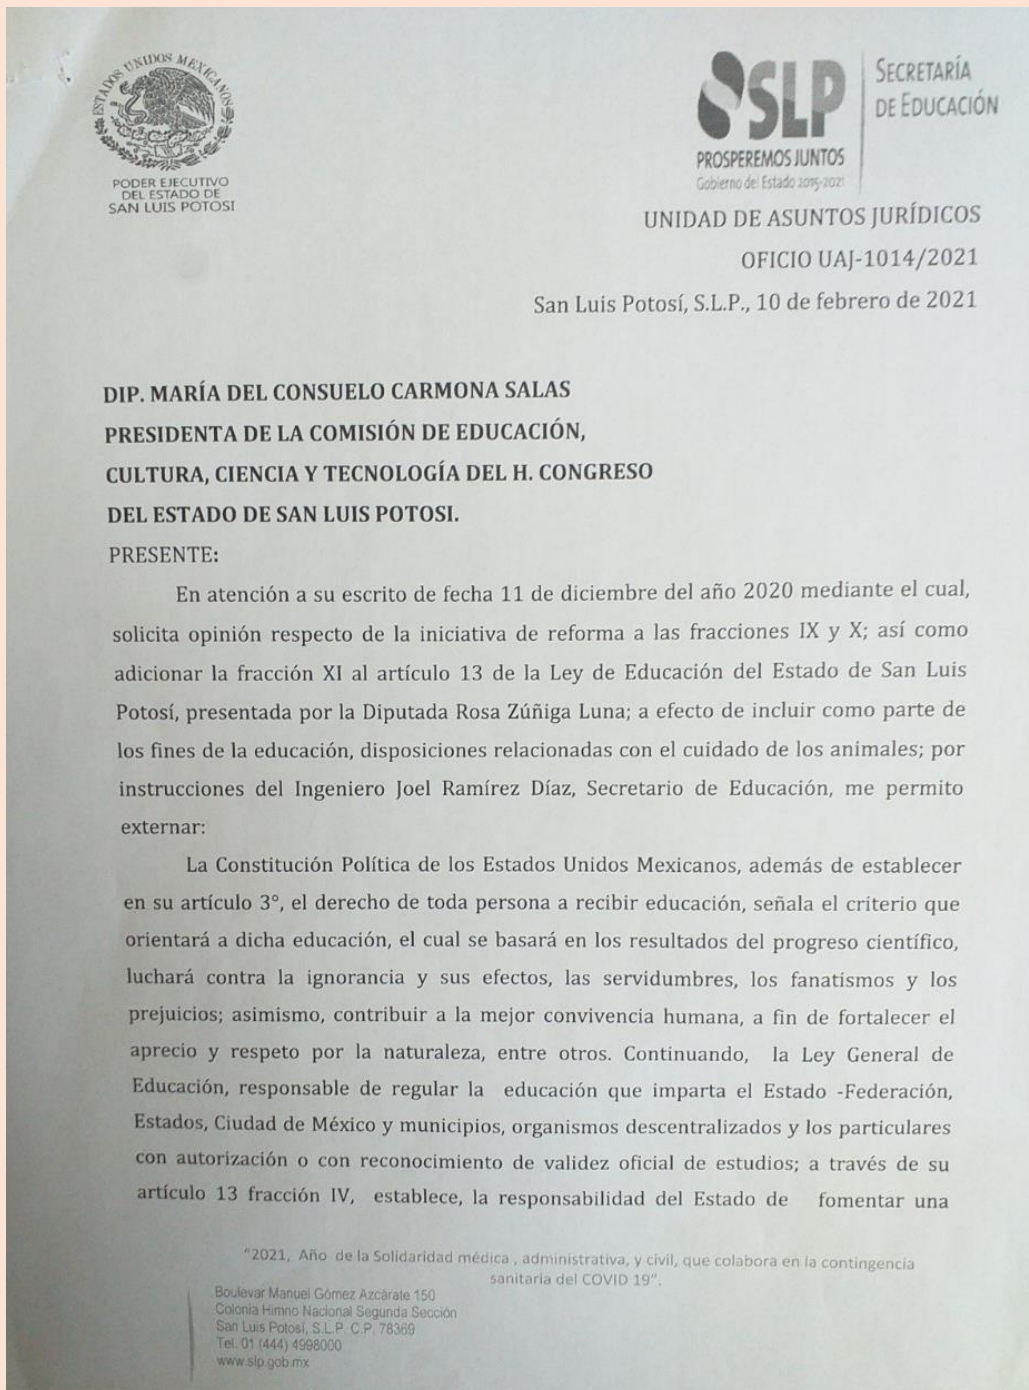 ESTADOS UNIDOS MEXICANOS
PODER EJECUTIVO
DEL ESTADO DE
SAN LUIS POTOSI
SLP
PROSPEREMOS JUNTOS
Gobierno del Estado 2015-2021
SECRETARÍA
DE EDUCACIÓN
UNIDAD DE ASUNTOS JURÍDICOS
OFICIO UAJ-1014/2021
San Luis Potosí, S.L.P., 10 de febrero de 2021
DIP. MARÍA DEL CONSUELO CARMONA SALAS
PRESIDENTA DE LA COMISIÓN DE EDUCACIÓN,
CULTURA, CIENCIA Y TECNOLOGÍA DEL H. CONGRESO
DEL ESTADO DE SAN LUIS POTOSI.
PRESENTE:
En atención a su escrito de fecha 11 de diciembre del año 2020 mediante el cual,
solicita opinión respecto de la iniciativa de reforma a las fracciones IX y X; así como
adicionar la fracción XI al artículo 13 de la Ley de Educación del Estado de San Luis
Potosí, presentada por la Diputada Rosa Zúñiga Luna; a efecto de incluir como parte de
los fines de la educación, disposiciones relacionadas con el cuidado de los animales; por
instrucciones del Ingeniero Joel Ramírez Díaz, Secretario de Educación, me permito
externar:
La Constitución Política de los Estados Unidos Mexicanos, además de establecer
en su artículo 3°, el derecho de toda persona a recibir educación, señala el criterio que
orientará a dicha educación, el cual se basará en los resultados del progreso científico,
luchará contra la ignorancia y sus efectos, las servidumbres, los fanatismos y los
prejuicios; asimismo, contribuir a la mejor convivencia humana, a fin de fortalecer el
aprecio y respeto por la naturaleza, entre otros. Continuando, la Ley General de
Educación, responsable de regular la educación que imparta el Estado -Federación,
Estados, Ciudad de México y municipios, organismos descentralizados y los particulares
con autorización o con reconocimiento de validez oficial de estudios; a través de su
artículo 13 fracción IV, establece, la responsabilidad del Estado de fomentar una
"2021, Año de la Solidaridad médica , administrativa, y civil, que colabora en la contingencia
sanitaria del COVID 19".
Boulevar Manuel Gómez Azcárate 150
Colonia Himno Nacional Segunda Sección
San Luis Potosí, S.L.P. C.P. 78369
Tel. 01 (444) 4998000
www.slp.gob.mx